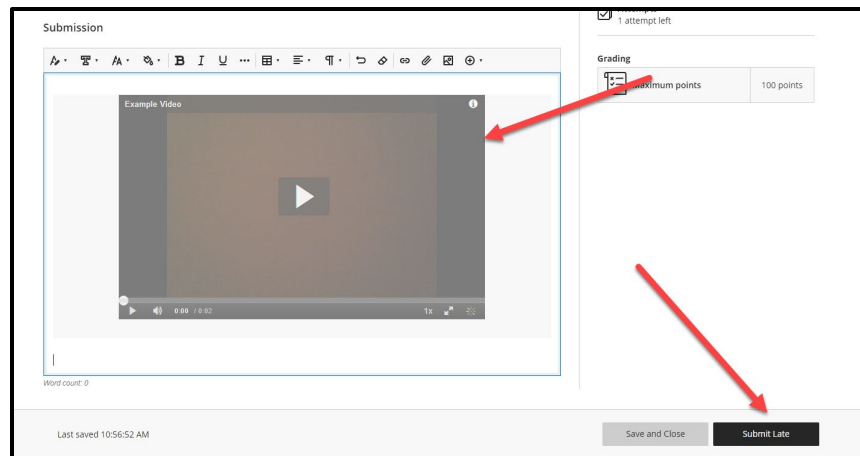 Submission
1 attempt left
Grading
Maximum points
100 points
B I U
Example Video
0:00 / 0:02
1x
Word count: 0
Last saved 10:56:52 AM
Save and Close
Submit Late